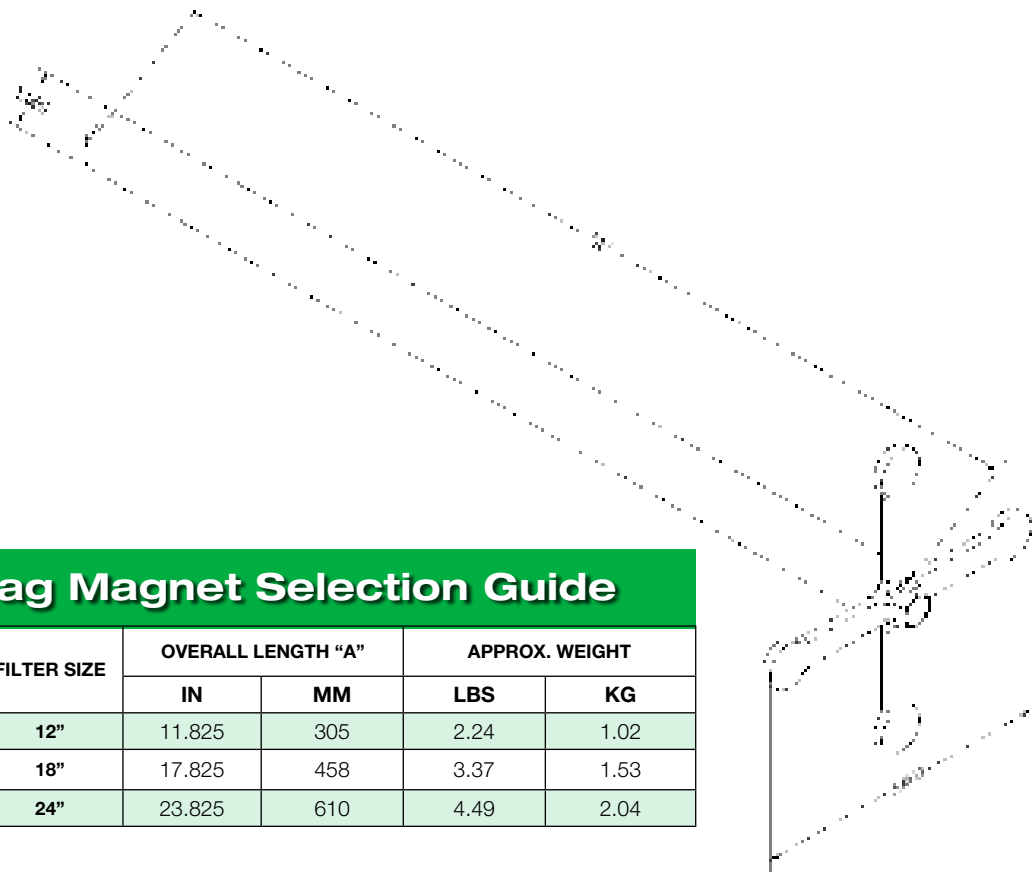 ag Magnet Selection Guide
FILTER SIZE OVERALL LENGTH “A” APPROX. WEIGHT
IN MM LBS KG
12” 11.825 305 2.24 1.02
18” 17.825 458 3.37 1.53
24” 23.825 610 4.49 2.04